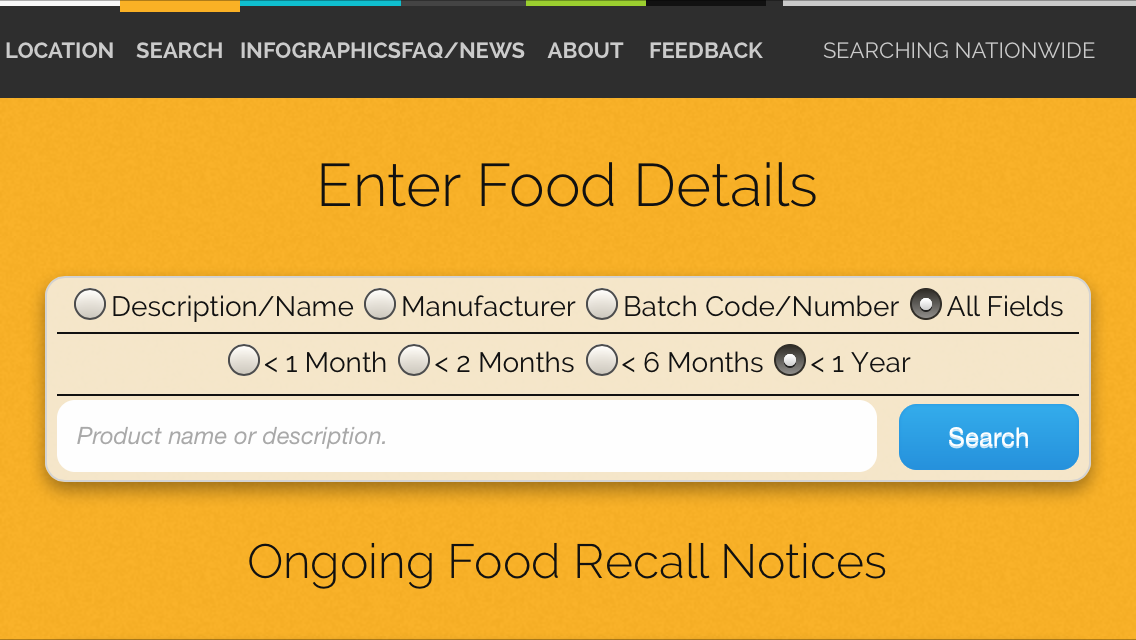 LOCATION SEARCH INFOGRAPHICSFAQ/NEWS ABOUT FEEDBACK SEARCHING NATIONWIDE
Enter Food Details
Description/Name Manufacturer Batch Code/Number All Fields
< 1 Month < 2 Months < 6 Months < 1 Year
Product name or description. Search
Ongoing Food Recall Notices